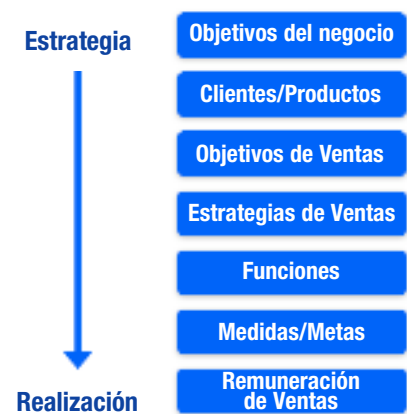 Estrategia
Objetivos del negocio
Clientes/Productos
Objetivos de Ventas
Estrategias de Ventas
Funciones
Medidas/Metas
Remuneración
de Ventas
Realización